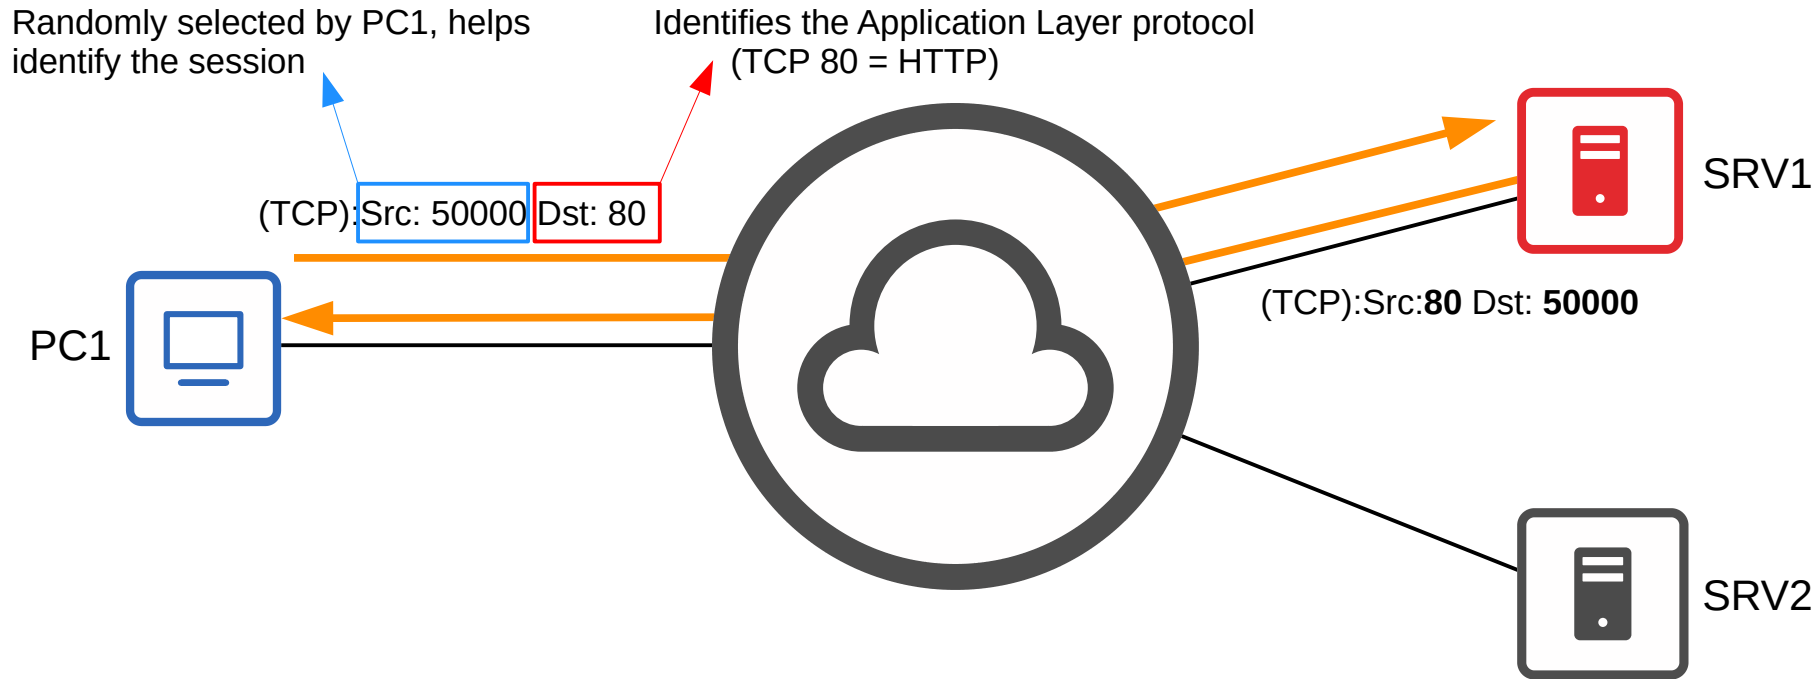 Randomly selected by PC1, helps
identify the session
Identifies the Application Layer protocol
(TCP 80 = HTTP)
(TCP):Src: 50000 Dst: 80
SRV1
(TCP):Src:80 Dst: 50000
PC1
SRV2